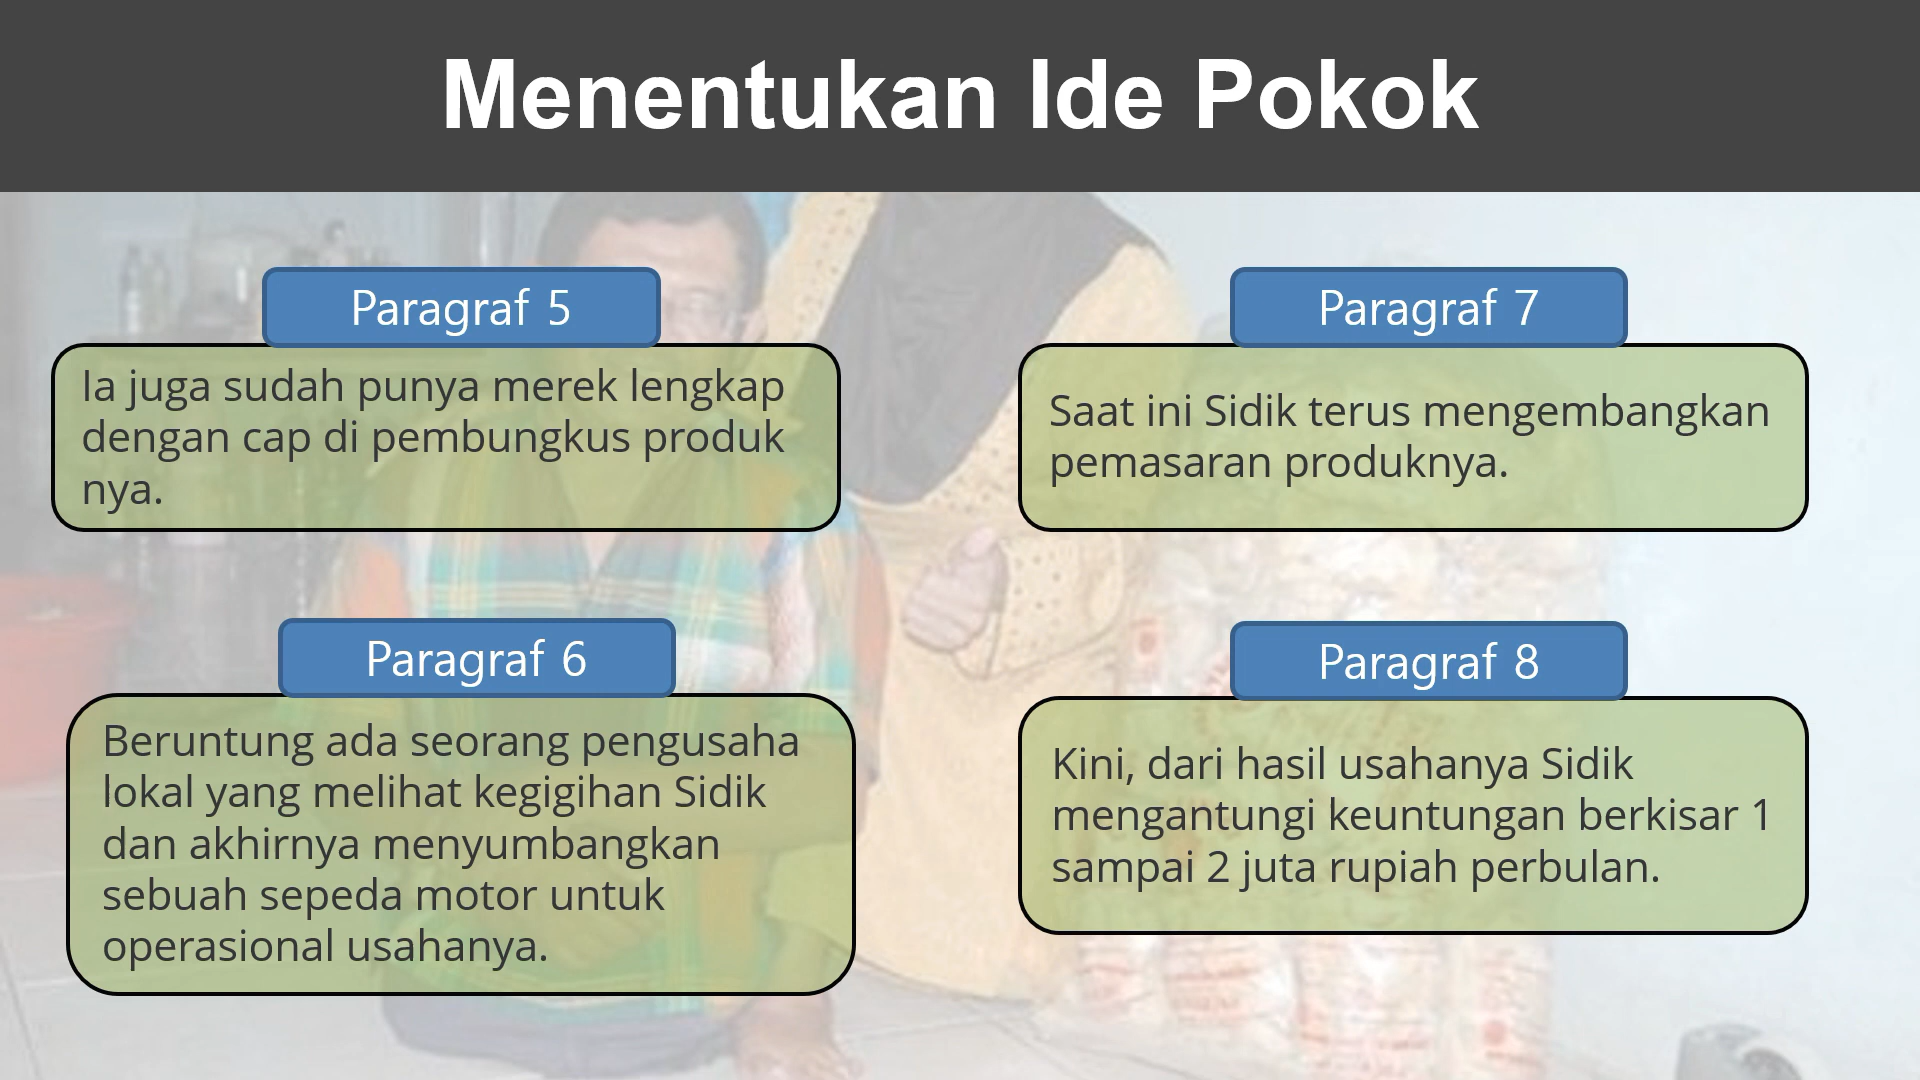 Menentukan Ide Pokok
Paragraf 5
Ia juga sudah punya merek lengkap
dengan cap di pembungkus produk
nya.
Paragraf 6
Beruntung ada seorang pengusaha
lokal yang melihat kegigihan Sidik
dan akhirnya menyumbangkan
sebuah sepeda motor untuk
operasional usahanya.
Paragraf 7
Saat ini Sidik terus mengembangkan
pemasaran produknya.
Paragraf 8
Kini, dari hasil usahanya Sidik
mengantungi keuntungan berkisar 1
sampai 2 juta rupiah perbulan.